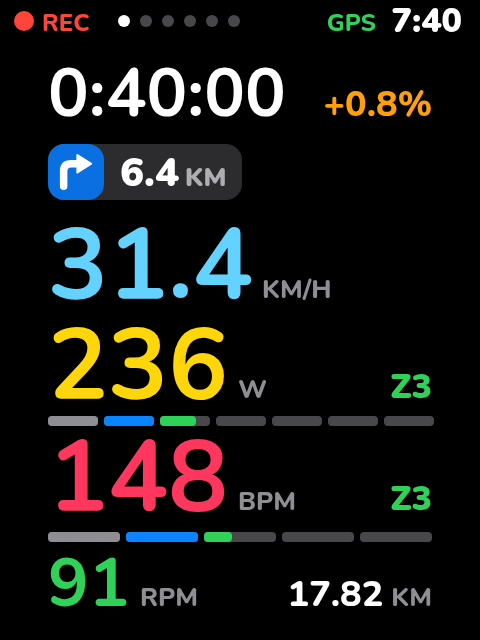 REC GPS 7:40
0:40:00 +0.8%
6.4 KM
31.4 KM/H
236 W Z3
148 BPM Z3
91 RPM 17.82 KM